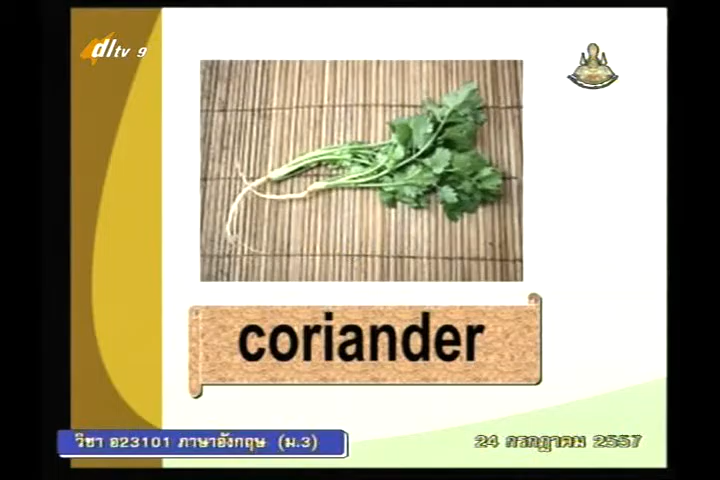 dltv 9
coriander
วิชา อ23101 ภาษาอังกฤษ (ม.3)
24 กรกฎาคม 2557